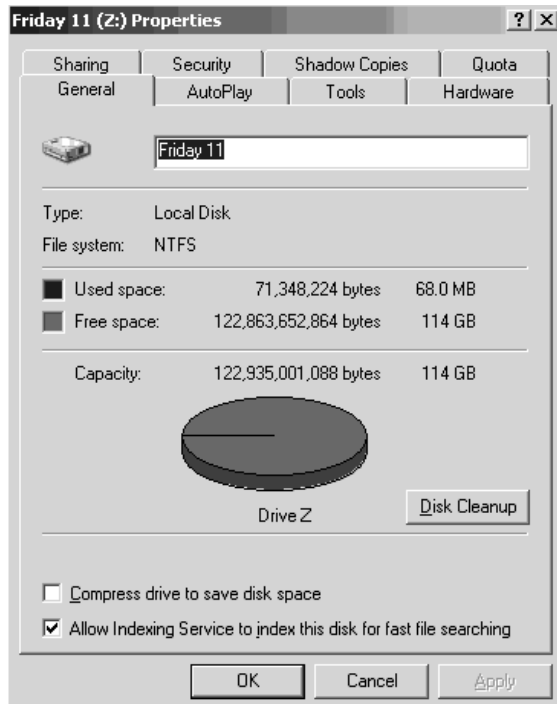 Friday 11 (Z:) Properties
Sharing Security Shadow Copies Quota
General AutoPlay Tools Hardware
Friday 11
Type: Local Disk
File system: NTFS
Used space: 71,348,224 bytes 68.0 MB
Free space: 122,863,652,864 bytes 114 GB
Capacity: 122,935,001,088 bytes 114 GB
Drive Z
Disk Cleanup
Compress drive to save disk space
Allow Indexing Service to index this disk for fast file searching
OK Cancel Apply